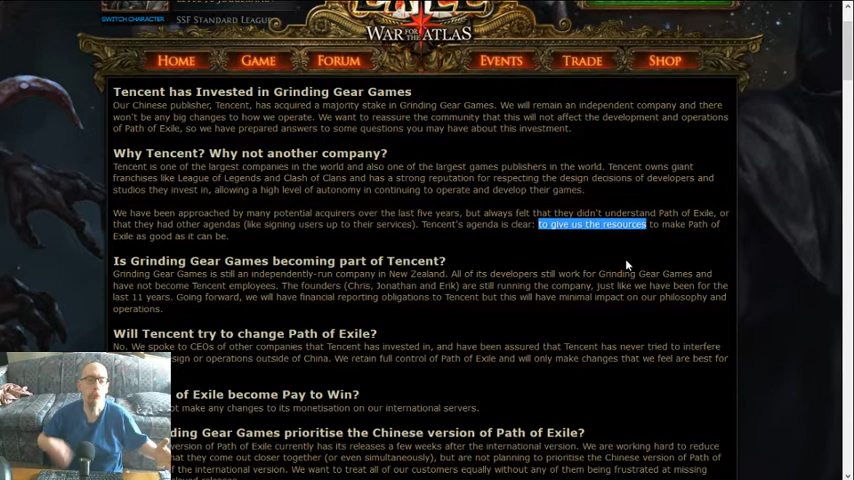 SWITCH CHARACTER
SSF STANDARD LEAGUE
WAR FOR THE ATLAS
HOME GAME FORUM EVENTS TRADE SHOP
Tencent has Invested in Grinding Gear Games
Our Chinese publisher, Tencent, has acquired a majority stake in Grinding Gear Games. We will remain an independent company and there
won't be any big changes to how we operate. We want to reassure the community that this will not affect the development and operations
of Path of Exile, so we have prepared answers to some questions you may have about this investment.
Why Tencent? Why not another company?
Tencent is one of the largest companies in the world and also one of the largest games publishers in the world. Tencent owns giant
franchises like League of Legends and Clash of Clans and has a strong reputation for respecting the design decisions of developers and
studios they invest in, allowing a high level of autonomy in continuing to operate and develop their games.
We have been approached by many potential acquirers over the last five years, but always felt that they didn't understand Path of Exile, or
that they had other agendas (like signing users up to their services). Tencent's agenda is clear: to give us the resources to make Path of
Exile as good as it can be.
Is Grinding Gear Games becoming part of Tencent?
Grinding Gear Games is still an independently-run company in New Zealand. All of its developers still work for Grinding Gear Games and
have not become Tencent employees. The founders (Chris, Jonathan and Erik) are still running the company, just like we have been for the
last 11 years. Going forward, we will have financial reporting obligations to Tencent but this will have minimal impact on our philosophy and
operations.
Will Tencent try to change Path of Exile?
No. We spoke to CEOs of other companies that Tencent has invested in, and have been assured that Tencent has never tried to interfere
sign or operations outside of China. We retain full control of Path of Exile and will only make changes that we feel are best for
of Exile become Pay to Win?
ot make any changes to its monetisation on our international servers.
ding Gear Games prioritise the Chinese version of Path of Exile?
version of Path of Exile currently has its releases a few weeks after the international version. We are working hard to reduce
that they come out closer together (or even simultaneously), but are not planning to prioritise the Chinese version of Path
of the international version. We want to treat all of our customers equally without any of them being frustrated at missing